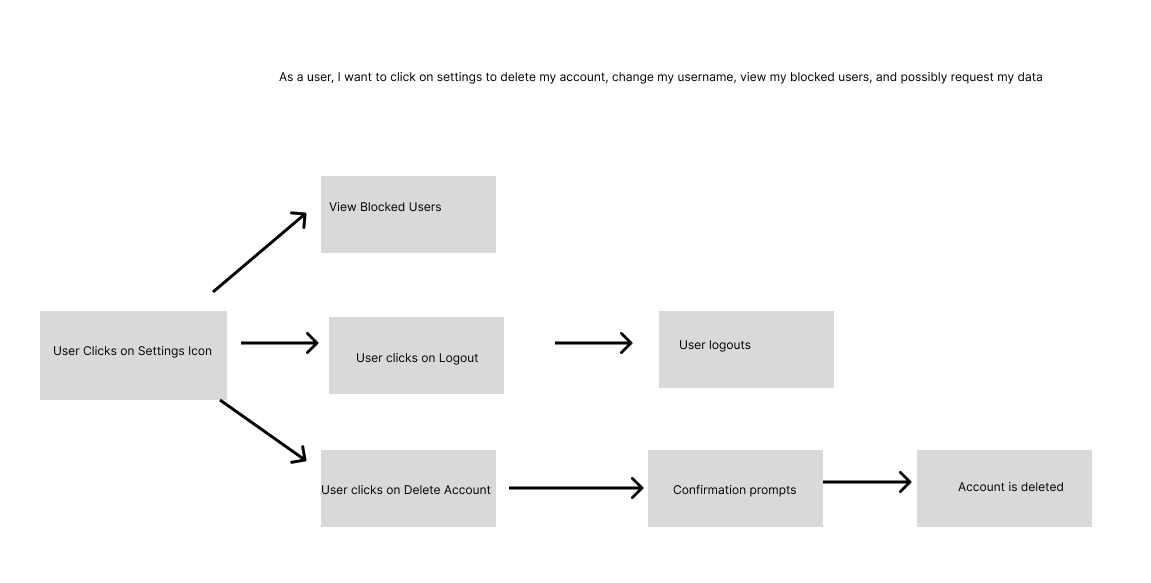 As a user, I want to click on settings to delete my account, change my username, view my blocked users, and possibly request my data
View Blocked Users
User Clicks on Settings Icon
User clicks on Logout
User logouts
User clicks on Delete Account
Confirmation prompts
Account is deleted